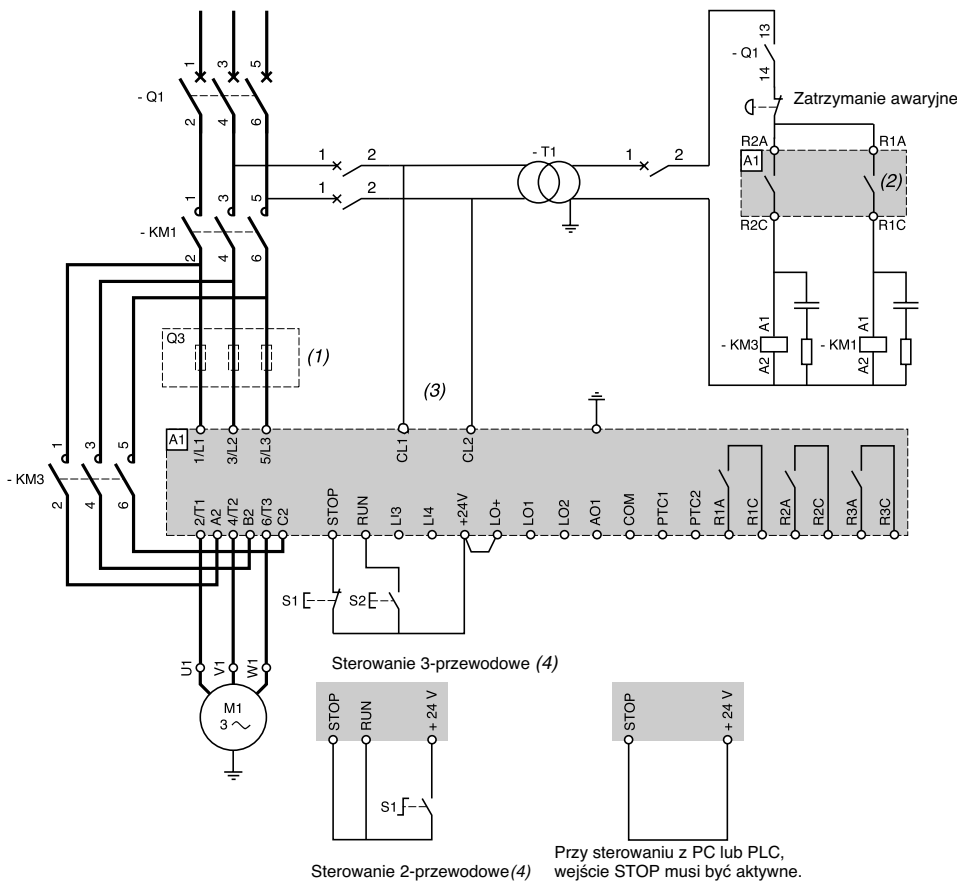 1 3 5
- Q1
2 4 6
13
- Q1
14
Zatrzymanie awaryjne
1 2
- T1
1 2
R2A R1A
A1
(2)
1 2
1 3 5
- KM1
2 4 6
R2C R1C
Q3
(1)
A1 A1
- KM3 - KM1
A2 A2
(3)
A1
1/L1 3/L2 5/L3 CL1 CL2
1 3 5
- KM3
2 4 6
2/T1 A2 4/T2 B2 6/T3 C2 STOP RUN LI3 LI4 +24V LO+ LO1 LO2 AO1 COM PTC1 PTC2 R1A R1C R2A R2C R3A R3C
S1 S2
Sterowanie 3-przewodowe (4)
U1 V1 W1
M1
3
STOP RUN + 24 V
S1
Sterowanie 2-przewodowe(4)
STOP + 24 V
Przy sterowaniu z PC lub PLC,
wejście STOP musi być aktywne.